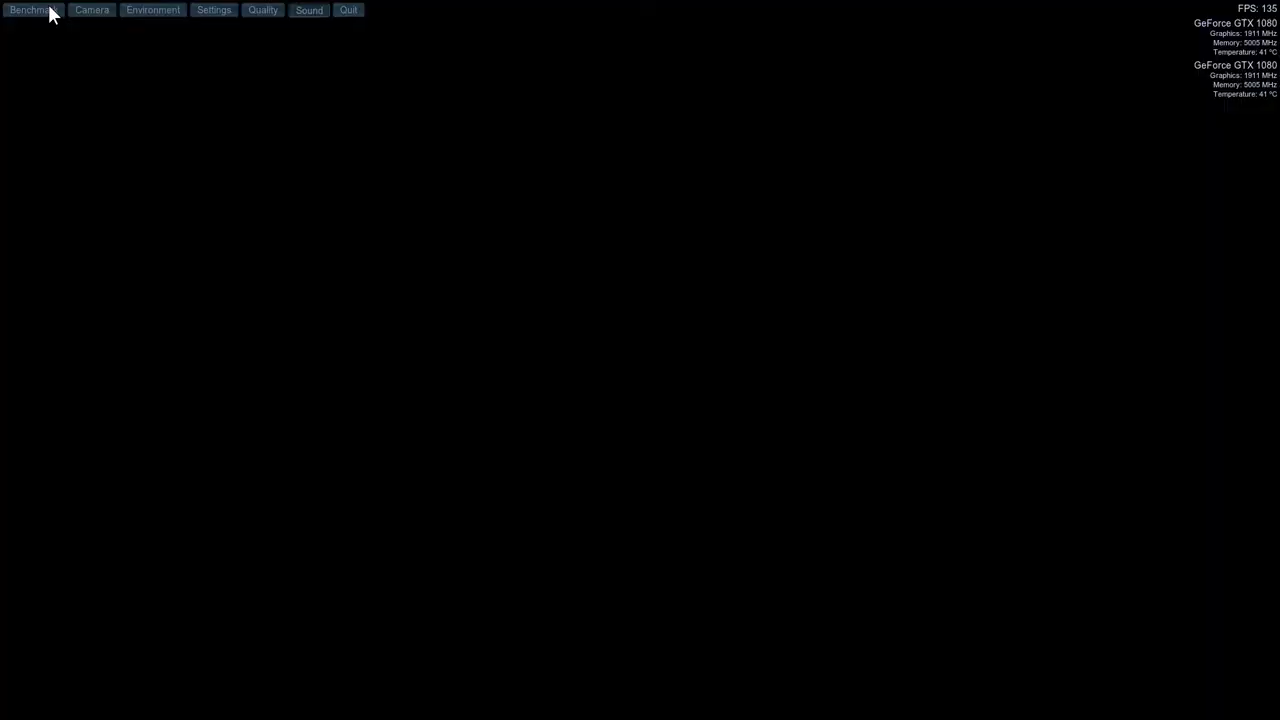 Benchmark Camera Environment Settings Quality Sound Quit
FPS: 135
GeForce GTX 1080
Graphics: 1911 MHz
Memory: 5005 MHz
Temperature: 41 °C
GeForce GTX 1080
Graphics: 1911 MHz
Memory: 5005 MHz
Temperature: 41 °C